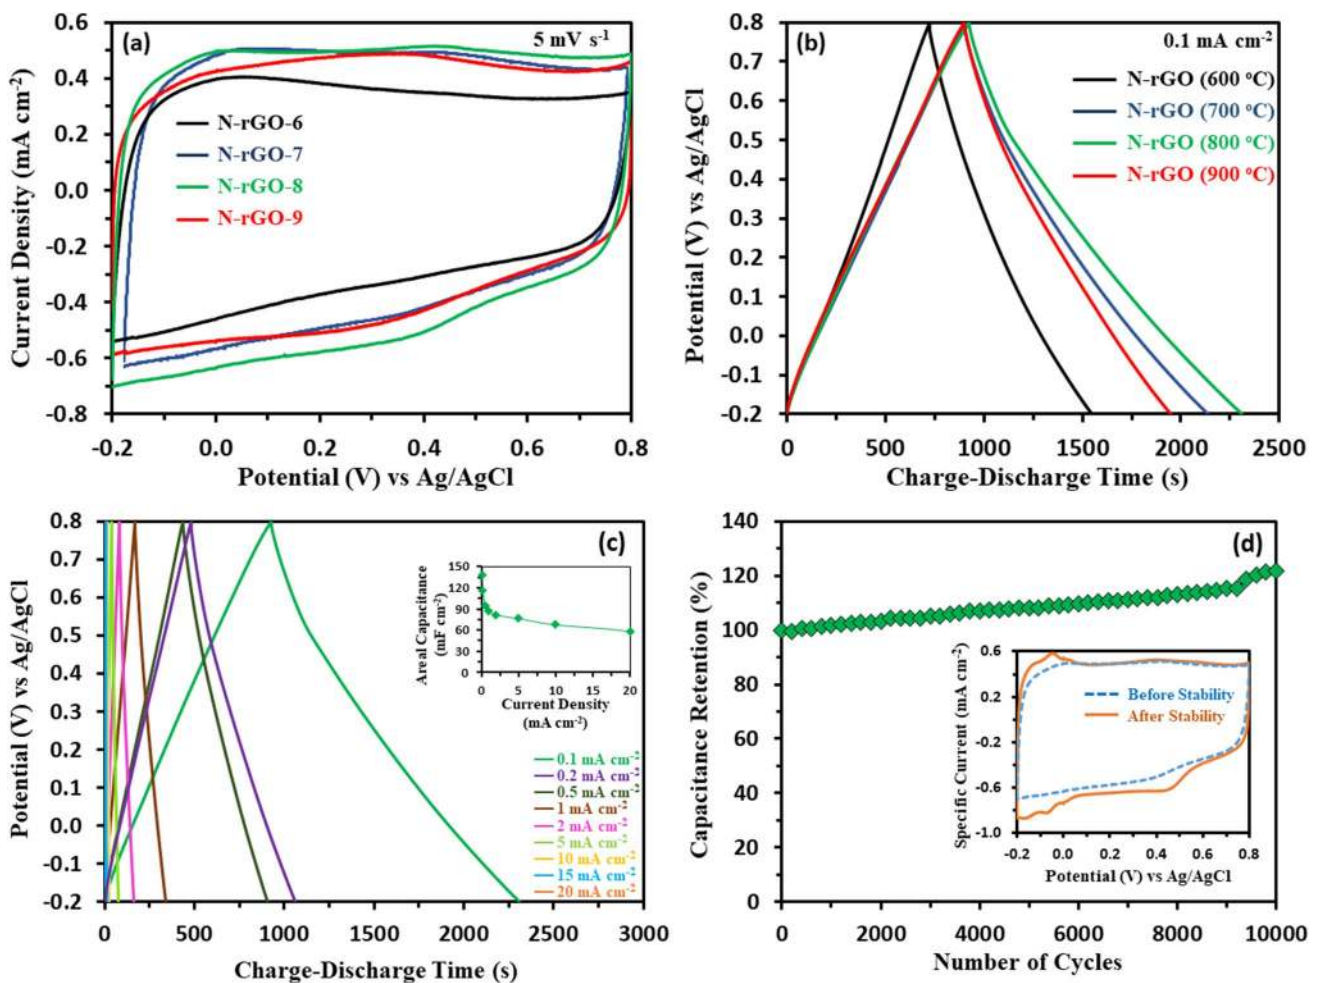 (a)
5 mV s⁻¹
N-rGO-6
N-rGO-7
N-rGO-8
N-rGO-9
0.6
0.4
0.2
0.0
-0.2
-0.4
-0.6
-0.8
Current Density (mA cm⁻²)
-0.2 0.0 0.2 0.4 0.6 0.8
Potential (V) vs Ag/AgCl
(b)
0.1 mA cm⁻²
N-rGO (600 °C)
N-rGO (700 °C)
N-rGO (800 °C)
N-rGO (900 °C)
0.8
0.7
0.6
0.5
0.4
0.3
0.2
0.1
0.0
-0.1
-0.2
Potential (V) vs Ag/AgCl
0 500 1000 1500 2000 2500
Charge-Discharge Time (s)
(c)
0.8
0.7
0.6
0.5
0.4
0.3
0.2
0.1
0.0
-0.1
-0.2
Potential (V) vs Ag/AgCl
150
120
90
60
30
0
Areal Capacitance
(mF cm⁻²)
0 5 10 15 20
Current Density
(mA cm⁻²)
0.1 mA cm⁻²
0.2 mA cm⁻²
0.5 mA cm⁻²
1 mA cm⁻²
2 mA cm⁻²
5 mA cm⁻²
10 mA cm⁻²
15 mA cm⁻²
20 mA cm⁻²
0 500 1000 1500 2000 2500 3000
Charge-Discharge Time (s)
(d)
140
120
100
80
60
40
20
0
Capacitance Retention (%)
0.6
0.2
-0.2
-0.6
-1.0
Specific Current (mA cm⁻²)
Before Stability
After Stability
-0.2 0.0 0.2 0.4 0.6 0.8
Potential (V) vs Ag/AgCl
0 2000 4000 6000 8000 10000
Number of Cycles